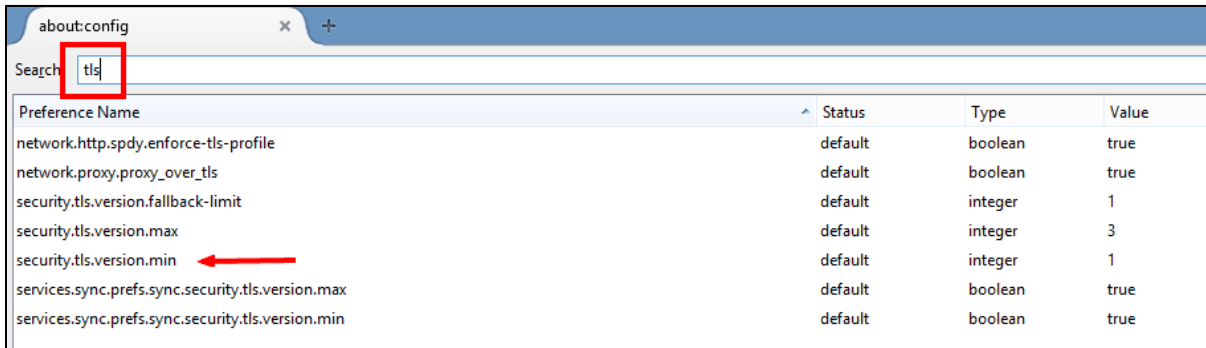 about:config
Search tls
Preference Name Status Type Value
network.http.spdy.enforce-tls-profile default boolean true
network.proxy.proxy_over_tls default boolean true
security.tls.version.fallback-limit default integer 1
security.tls.version.max default integer 3
security.tls.version.min default integer 1
services.sync.prefs.sync.security.tls.version.max default boolean true
services.sync.prefs.sync.security.tls.version.min default boolean true